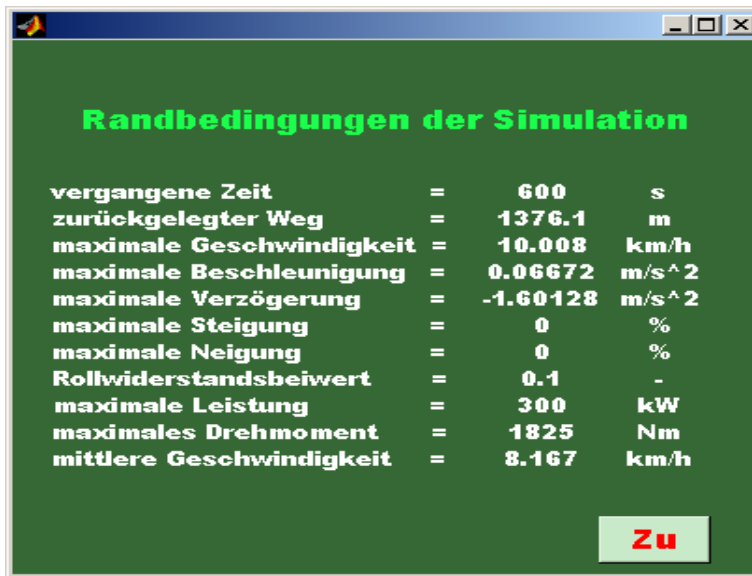 Randbedingungen der Simulation
vergangene Zeit = 600 s
zurückgelegter Weg = 1376.1 m
maximale Geschwindigkeit = 10.008 km/h
maximale Beschleunigung = 0.06672 m/s^2
maximale Verzögerung = -1.60128 m/s^2
maximale Steigung = 0 %
maximale Neigung = 0 %
Rollwiderstandsbeiwert = 0.1 -
maximale Leistung = 300 kW
maximales Drehmoment = 1825 Nm
mittlere Geschwindigkeit = 8.167 km/h
Zu